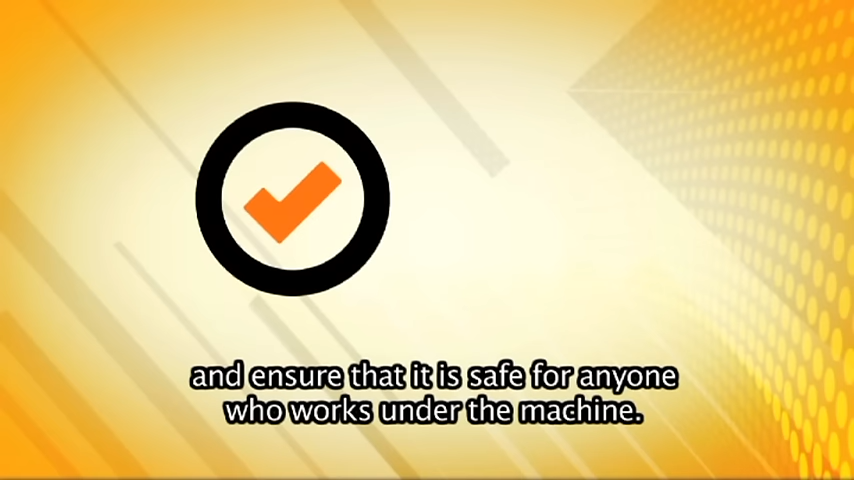 and ensure that it is safe for anyone
who works under the machine.